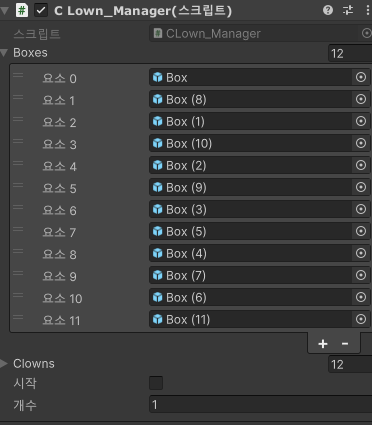 C Lown_Manager(스크립트)
스크립트 CLown_Manager
Boxes 12
요소 0 Box
요소 1 Box (8)
요소 2 Box (1)
요소 3 Box (10)
요소 4 Box (2)
요소 5 Box (9)
요소 6 Box (3)
요소 7 Box (5)
요소 8 Box (4)
요소 9 Box (7)
요소 10 Box (6)
요소 11 Box (11)
+ -
Clowns 12
시작
개수 1